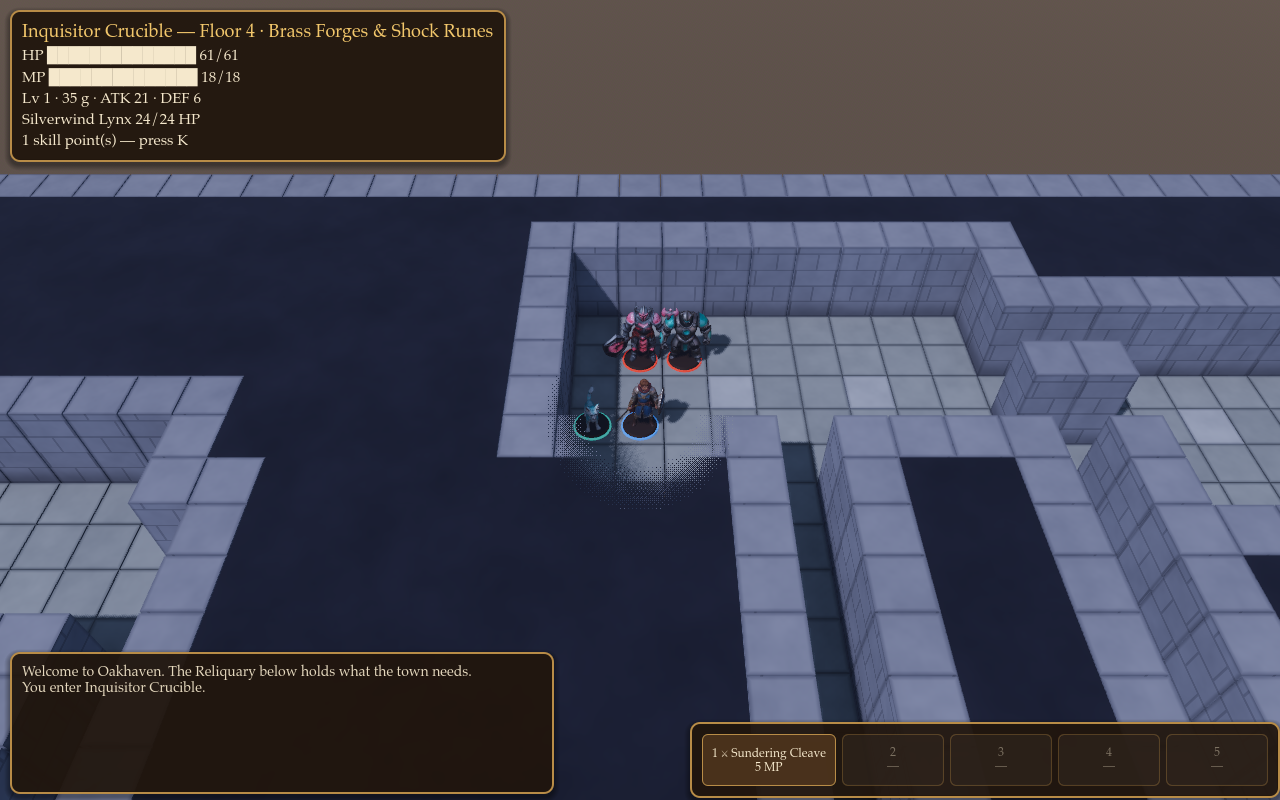 Inquisitor Crucible — Floor 4 · Brass Forges & Shock Runes
HP 61/61
MP 18/18
Lv 1 · 35 g · ATK 21 · DEF 6
Silverwind Lynx 24/24 HP
1 skill point(s) — press K
Welcome to Oakhaven. The Reliquary below holds what the town needs.
You enter Inquisitor Crucible.
1 ⚔ Sundering Cleave
5 MP
2
—
3
—
4
—
5
—